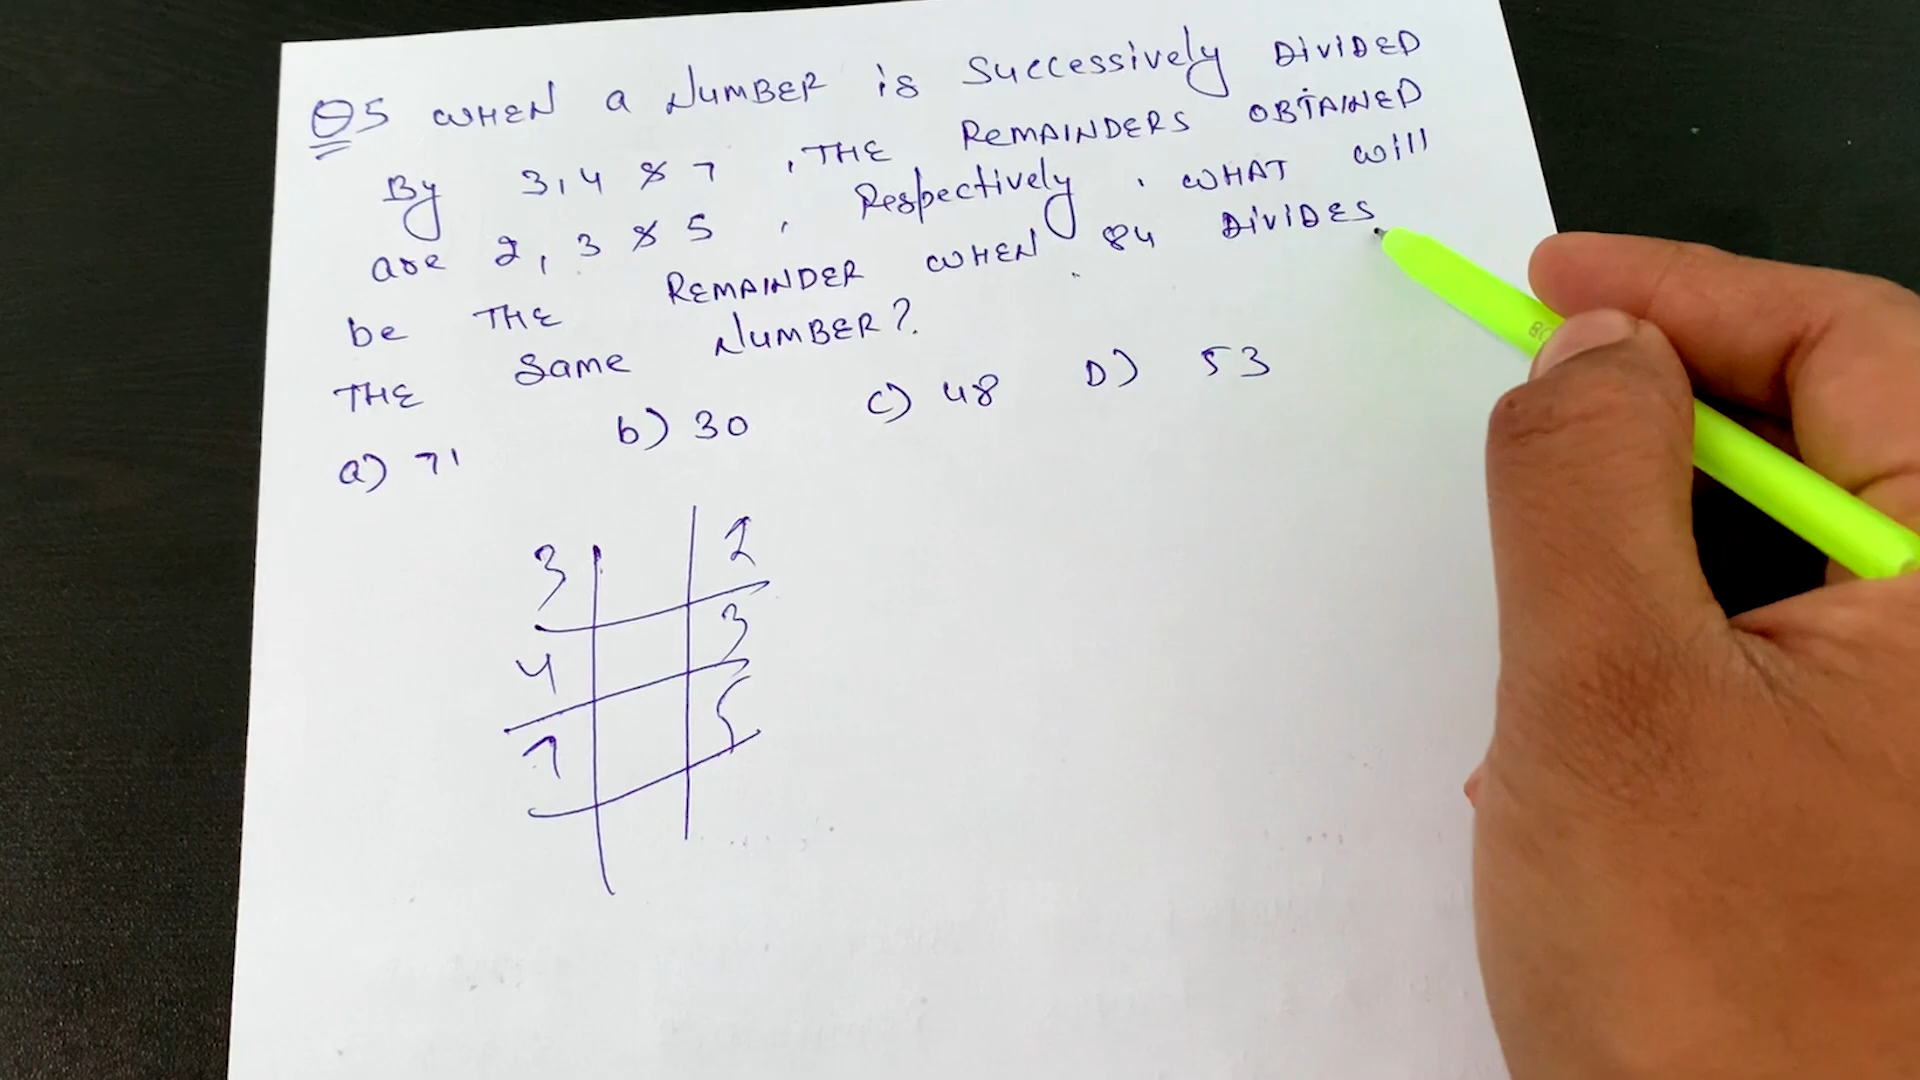 Q5 WHEN a NUMBER is Successively DiViDED
By 3,4 & 7 , THE REMAINDERS OBTAINED
are 2, 3 & 5 , Respectively . WHAT will
be THE REMAINDER WHEN 84 DiViDES
THE Same NUMBER?
a) 71 b) 30 c) 48 D) 53
3 2
4 3
7 5